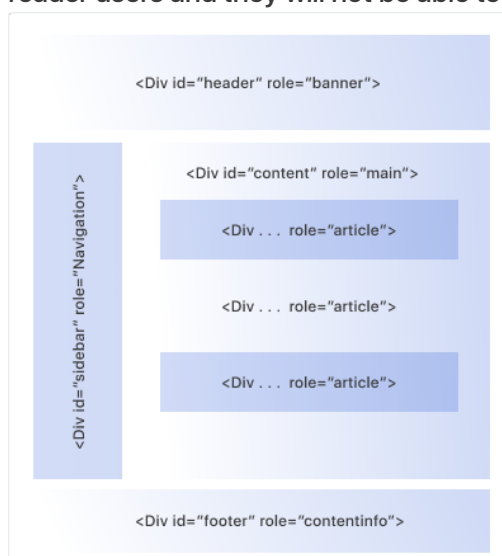 reader users and they will not be able to
<Div id="header" role="banner">
<Div id="sidebar" role="Navigation">
<Div id="content" role="main">
<Div . . . role="article">
<Div . . . role="article">
<Div . . . role="article">
<Div id="footer" role="contentinfo">